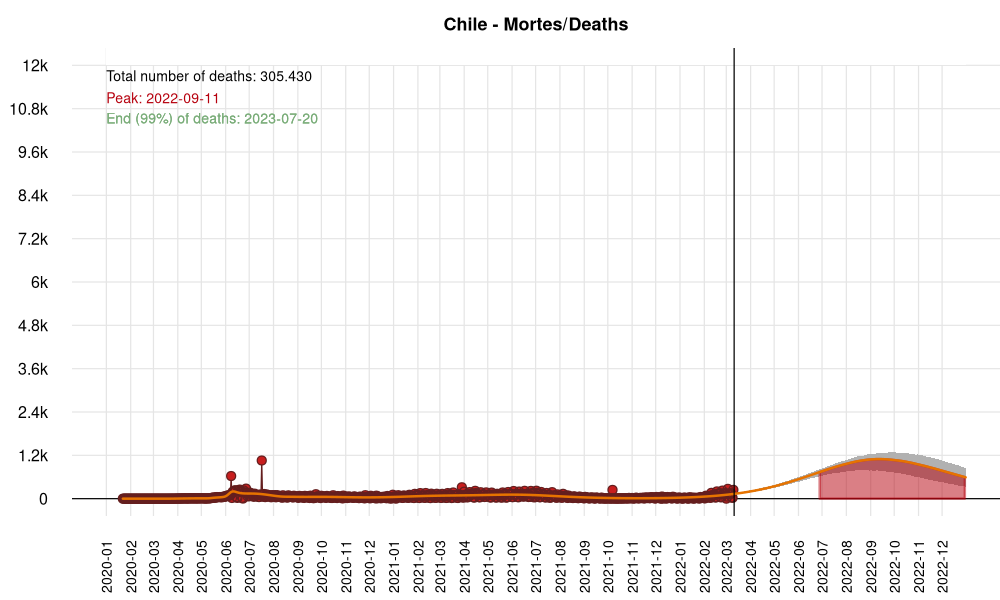 Chile - Mortes/Deaths
Total number of deaths: 305.430
Peak: 2022-09-11
End (99%) of deaths: 2023-07-20
12k
10.8k
9.6k
8.4k
7.2k
6k
4.8k
3.6k
2.4k
1.2k
0
2020-01
2020-02
2020-03
2020-04
2020-05
2020-06
2020-07
2020-08
2020-09
2020-10
2020-11
2020-12
2021-01
2021-02
2021-03
2021-04
2021-05
2021-06
2021-07
2021-08
2021-09
2021-10
2021-11
2021-12
2022-01
2022-02
2022-03
2022-04
2022-05
2022-06
2022-07
2022-08
2022-09
2022-10
2022-11
2022-12